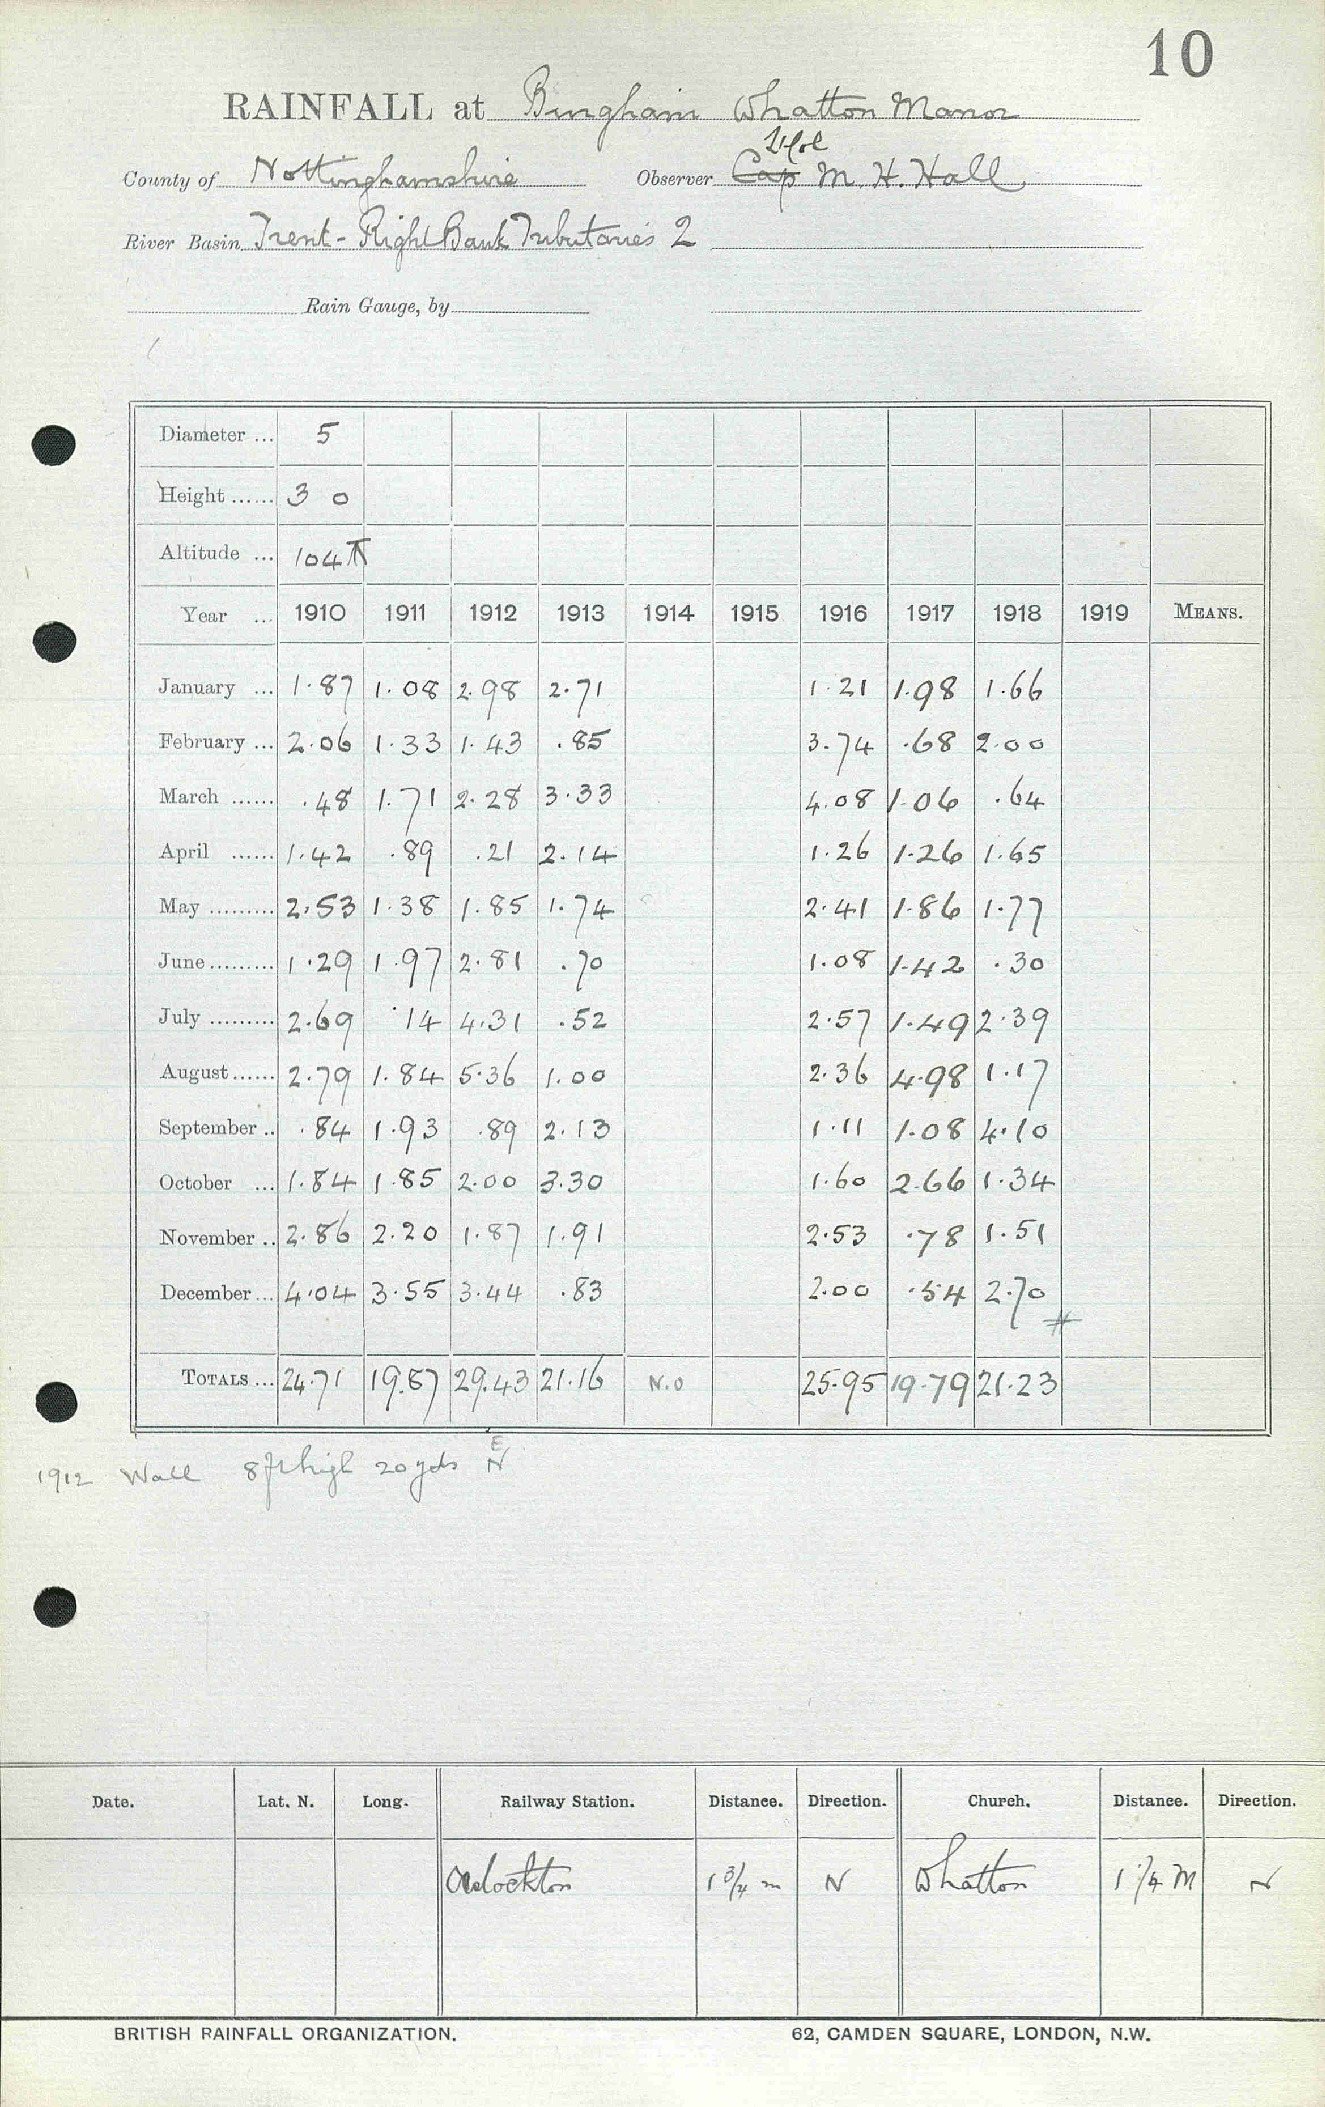 10
RAINFALL at Bingham Whatton Manor
County of Nottinghamshire Observer Cap M. H. Hall
River Basin Trent - Right Bank Tributaries 2
Rain Gauge, by
Diameter ... 5
Height ...... 3 0
Altitude ... 104
Year ... 1910 1911 1912 1913 1914 1915 1916 1917 1918 1919 MEANS.
January ... 1.87 1.08 2.98 2.71 1.21 1.98 1.66
February ... 2.06 1.33 1.43 .85 3.74 .68 2.00
March ...... .48 1.71 2.28 3.33 4.08 1.06 .64
April ...... 1.42 .89 .21 2.14 1.26 1.26 1.65
May ......... 2.53 1.38 1.85 1.74 2.41 1.86 1.77
June ......... 1.29 1.97 2.81 .70 1.08 1.42 .30
July ......... 2.69 .14 4.31 .52 2.57 1.49 2.39
August ...... 2.79 1.84 5.36 1.00 2.36 4.98 1.17
September .. .84 1.93 .89 2.13 1.11 1.08 4.10
October ... 1.84 1.85 2.00 3.30 1.60 2.66 1.34
November .. 2.86 2.20 1.87 1.91 2.53 .78 1.51
December ... 4.04 3.55 3.44 .83 2.00 .54 2.70
#
TOTALS ... 24.71 19.87 29.43 21.16 N.O 25.95 19.79 21.23
1912 Wall 8ft high 20 yds N E
Date. Lat. N. Long. Railway Station. Distance. Direction. Church. Distance. Direction.
Aslockton 1 3/4 m N Whatton 1 1/4 M N
BRITISH RAINFALL ORGANIZATION. 62, CAMDEN SQUARE, LONDON, N.W.